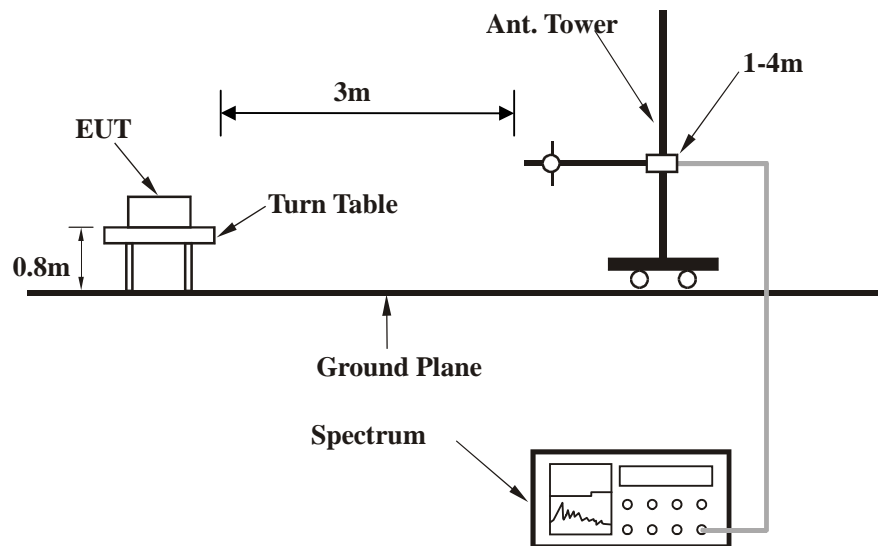 Ant. Tower
1-4m
3m
EUT
Turn Table
0.8m
Ground Plane
Spectrum